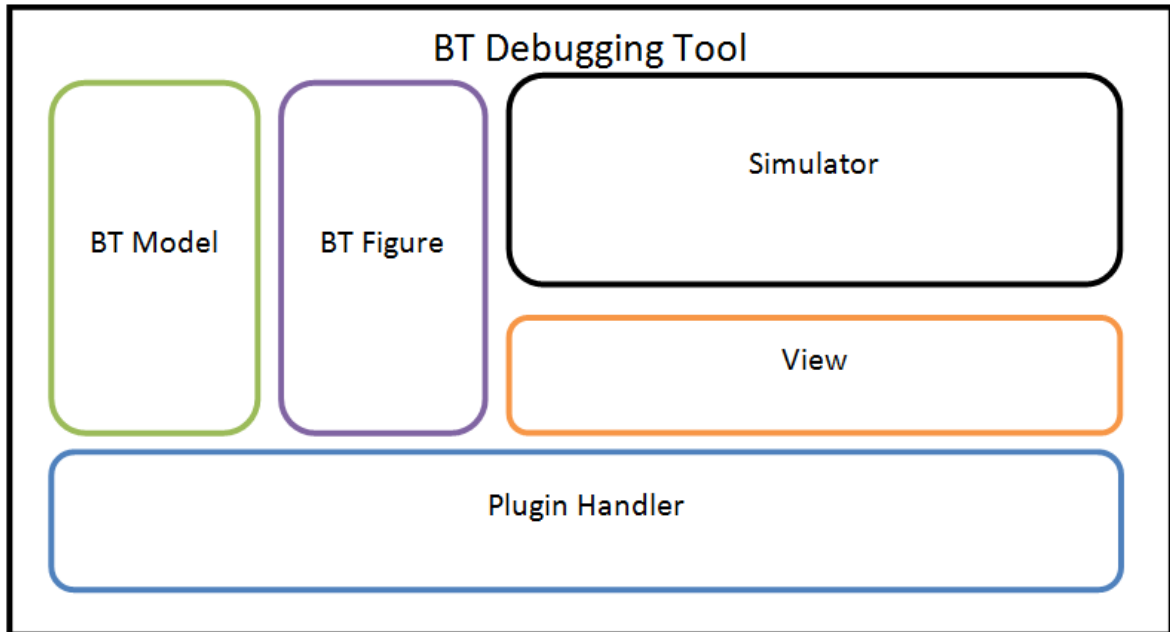 BT Debugging Tool
BT Model
BT Figure
Simulator
View
Plugin Handler